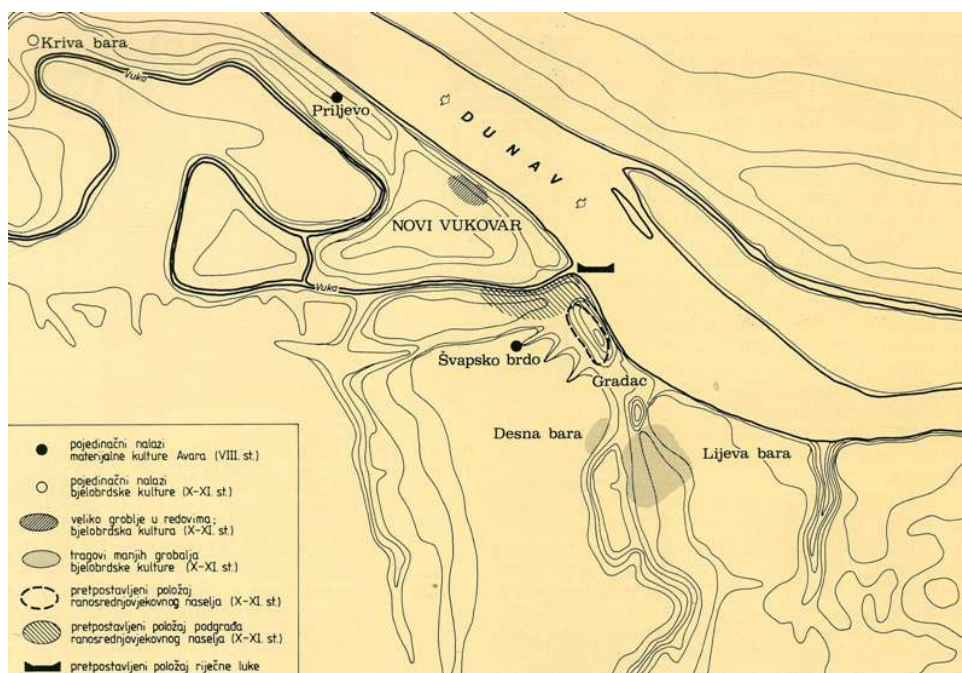 Kriva bara
Vuka
Priljevo
DUNAV
NOVI VUKOVAR
Vuka
Švapsko brdo
Gradac
Desna bara
Lijeva bara
pojedinačni nalazi
materijalne kulture Avara (VIII. st.)
pojedinačni nalazi
bjelobrdske kulture (X-XI. st.)
veliko groblje u redovima;
bjelobrdska kultura (X-XI. st.)
tragovi manjih grobalja
bjelobrdske kulture (X-XI. st.)
pretpostavljeni položaj
ranosrednjovjekovnog naselja (X-XI. st.)
pretpostavljeni položaj podgrađa
ranosrednjovjekovnog naselja (X-XI. st.)
pretpostavljeni položaj riječne luke